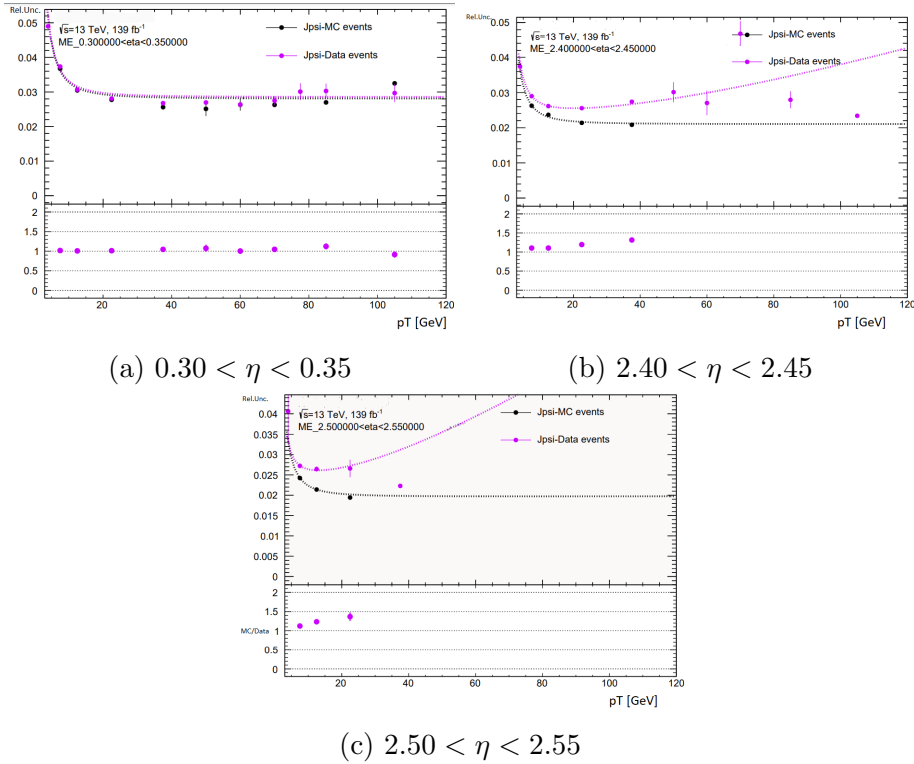 Rel.Unc.
√s=13 TeV, 139 fb⁻¹
ME_0.300000<eta<0.350000
Jpsi-MC events
Jpsi-Data events
0.05
0.04
0.03
0.02
0.01
0
2
1.5
1
0.5
0
20 40 60 80 100 120
pT [GeV]
(a) 0.30 < η < 0.35
Rel.Unc.
√s=13 TeV, 139 fb⁻¹
ME_2.400000<eta<2.450000
Jpsi-MC events
Jpsi-Data events
0.05
0.04
0.03
0.02
0.01
0
2
1.5
1
0.5
0
20 40 60 80 100 120
pT [GeV]
(b) 2.40 < η < 2.45
Rel.Unc.
√s=13 TeV, 139 fb⁻¹
ME_2.500000<eta<2.550000
Jpsi-MC events
Jpsi-Data events
0.04
0.035
0.03
0.025
0.02
0.015
0.01
0.005
0
2
1.5
MC/Data 1
0.5
0
20 40 60 80 100 120
pT [GeV]
(c) 2.50 < η < 2.55